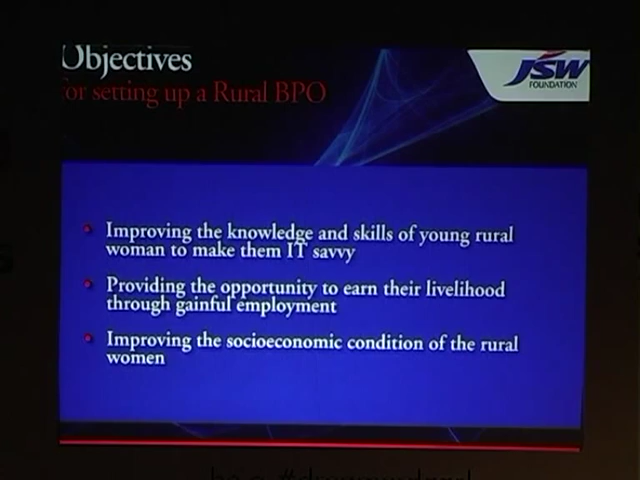 Objectives
for setting up a Rural BPO
JSW
FOUNDATION
Improving the knowledge and skills of young rural
woman to make them IT savvy
Providing the opportunity to earn their livelihood
through gainful employment
Improving the socioeconomic condition of the rural
women